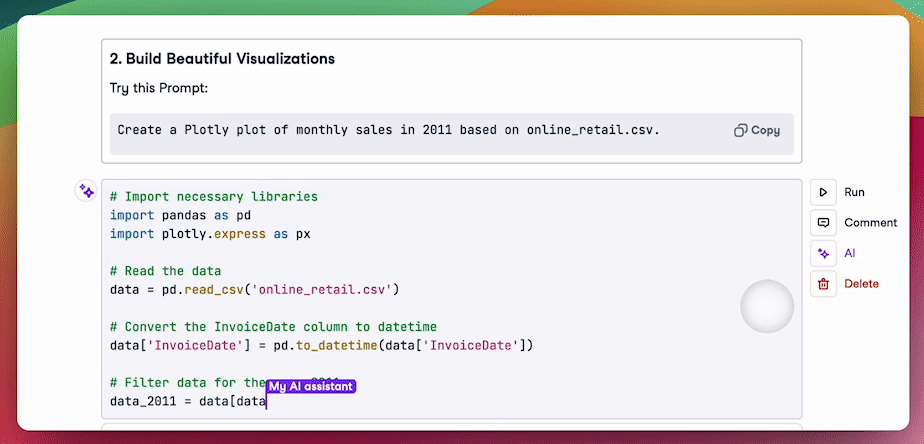 2. Build Beautiful Visualizations
Try this Prompt:
Create a Plotly plot of monthly sales in 2011 based on online_retail.csv.
Copy
# Import necessary libraries
import pandas as pd
import plotly.express as px
# Read the data
data = pd.read_csv('online_retail.csv')
# Convert the InvoiceDate column to datetime
data['InvoiceDate'] = pd.to_datetime(data['InvoiceDate'])
# Filter data for the
My AI assistant
data_2011 = data[data
Run
Comment
AI
Delete